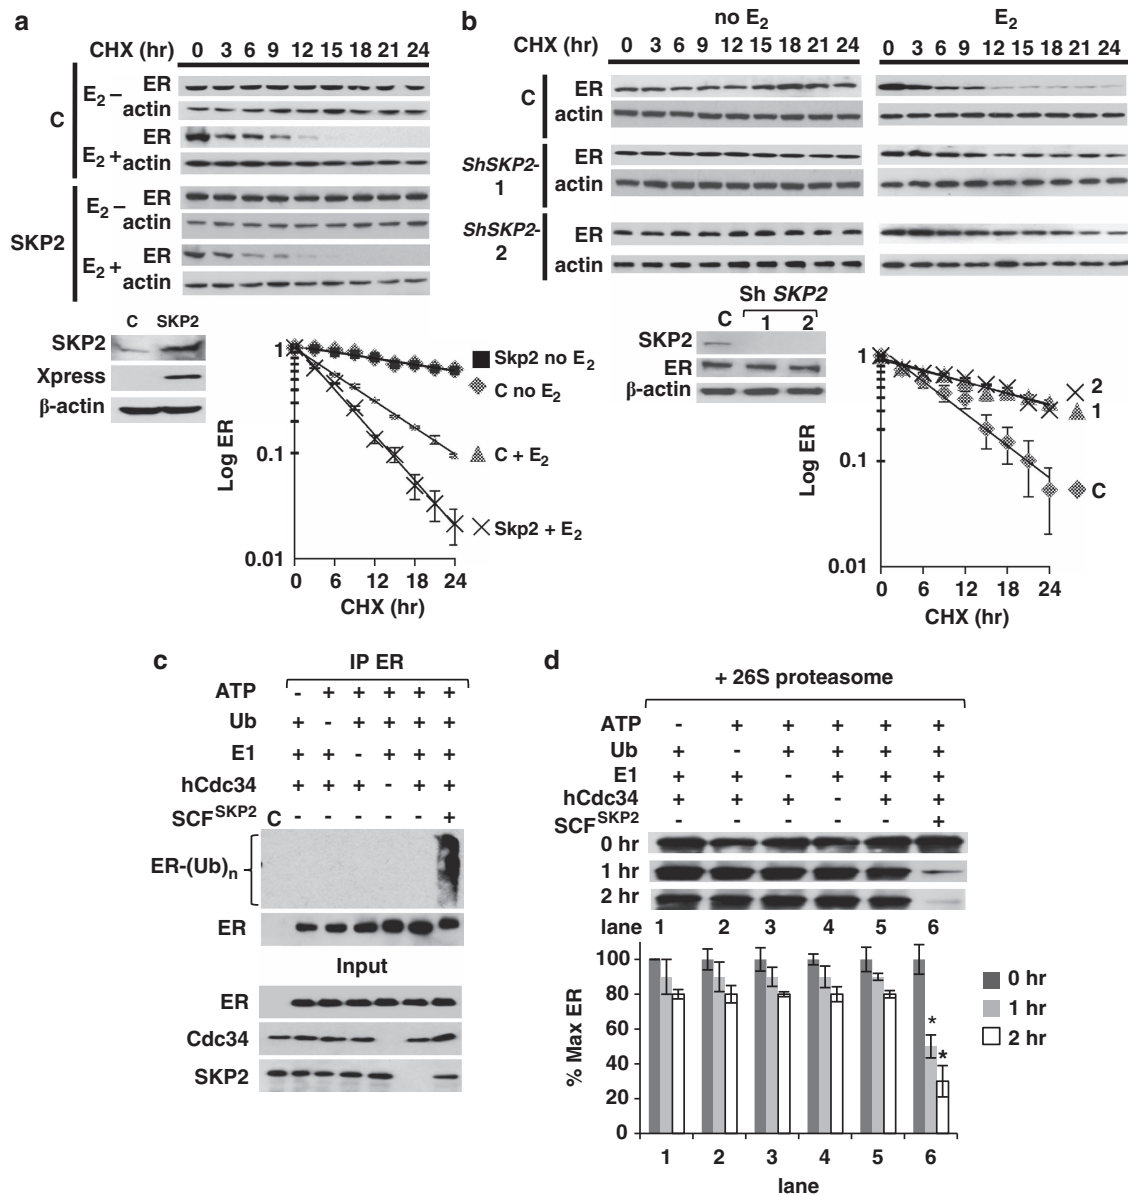 a
CHX (hr) 0 3 6 9 12 15 18 21 24
C
E2 –
ER
actin
E2 +
ER
actin
SKP2
E2 –
ER
actin
E2 +
ER
actin
C SKP2
SKP2
Xpress
β-actin
Log ER
1
0.1
0.01
0 6 12 18 24
CHX (hr)
Skp2 no E2
C no E2
C + E2
Skp2 + E2
b
no E2
E2
CHX (hr) 0 3 6 9 12 15 18 21 24
0 3 6 9 12 15 18 21 24
C
ER
actin
ShSKP2-
1
ER
actin
ShSKP2-
2
ER
actin
Sh SKP2
C 1 2
SKP2
ER
β-actin
Log ER
1
0.1
0.01
0 6 12 18 24
CHX (hr)
2
1
C
c
IP ER
ATP - + + + + +
Ub + - + + + +
E1 + + - + + +
hCdc34 + + + - + +
SCF^SKP2 C - - - - - +
ER-(Ub)n
ER
Input
ER
Cdc34
SKP2
d
+ 26S proteasome
ATP - + + + + +
Ub + - + + + +
E1 + + - + + +
hCdc34 + + + - + +
SCF^SKP2 - - - - - +
0 hr
1 hr
2 hr
lane 1 2 3 4 5 6
% Max ER
100
80
60
40
20
0
* *
1 2 3 4 5 6
lane
0 hr
1 hr
2 hr